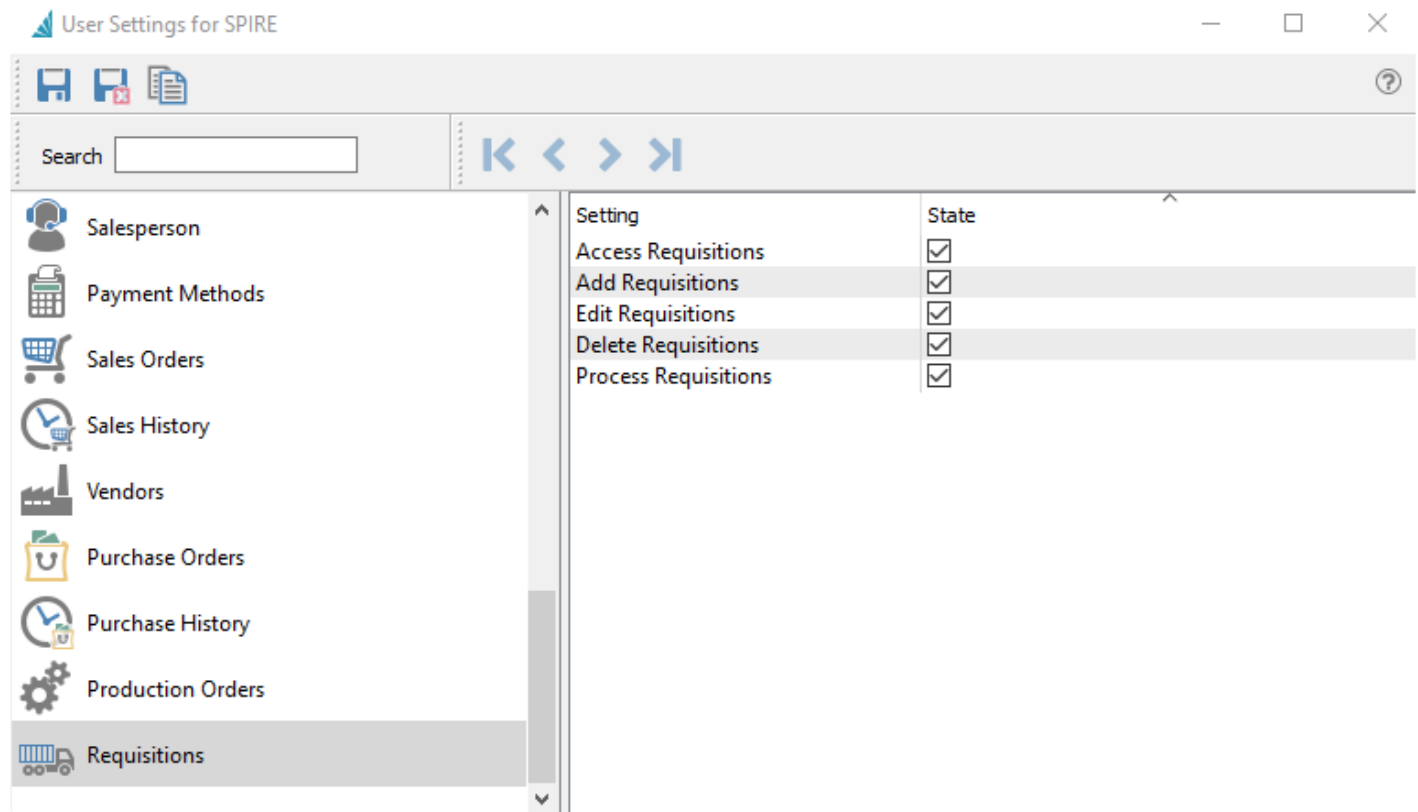 User Settings for SPIRE
Search
Salesperson
Payment Methods
Sales Orders
Sales History
Vendors
Purchase Orders
Purchase History
Production Orders
Requisitions
Setting State
Access Requisitions
Add Requisitions
Edit Requisitions
Delete Requisitions
Process Requisitions